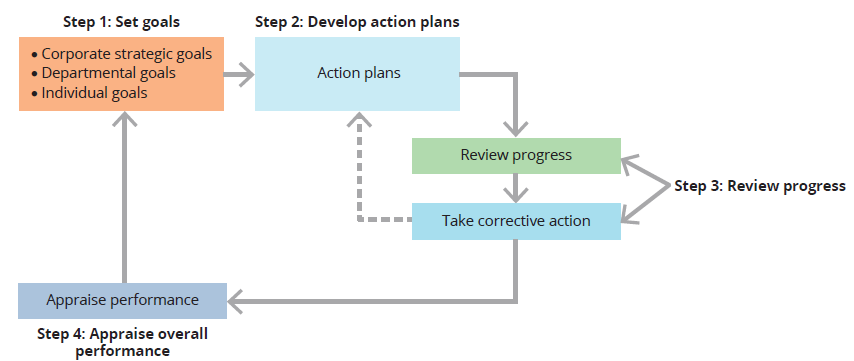 Step 1: Set goals
• Corporate strategic goals
• Departmental goals
• Individual goals
Step 2: Develop action plans
Action plans
Review progress
Step 3: Review progress
Take corrective action
Appraise performance
Step 4: Appraise overall
performance